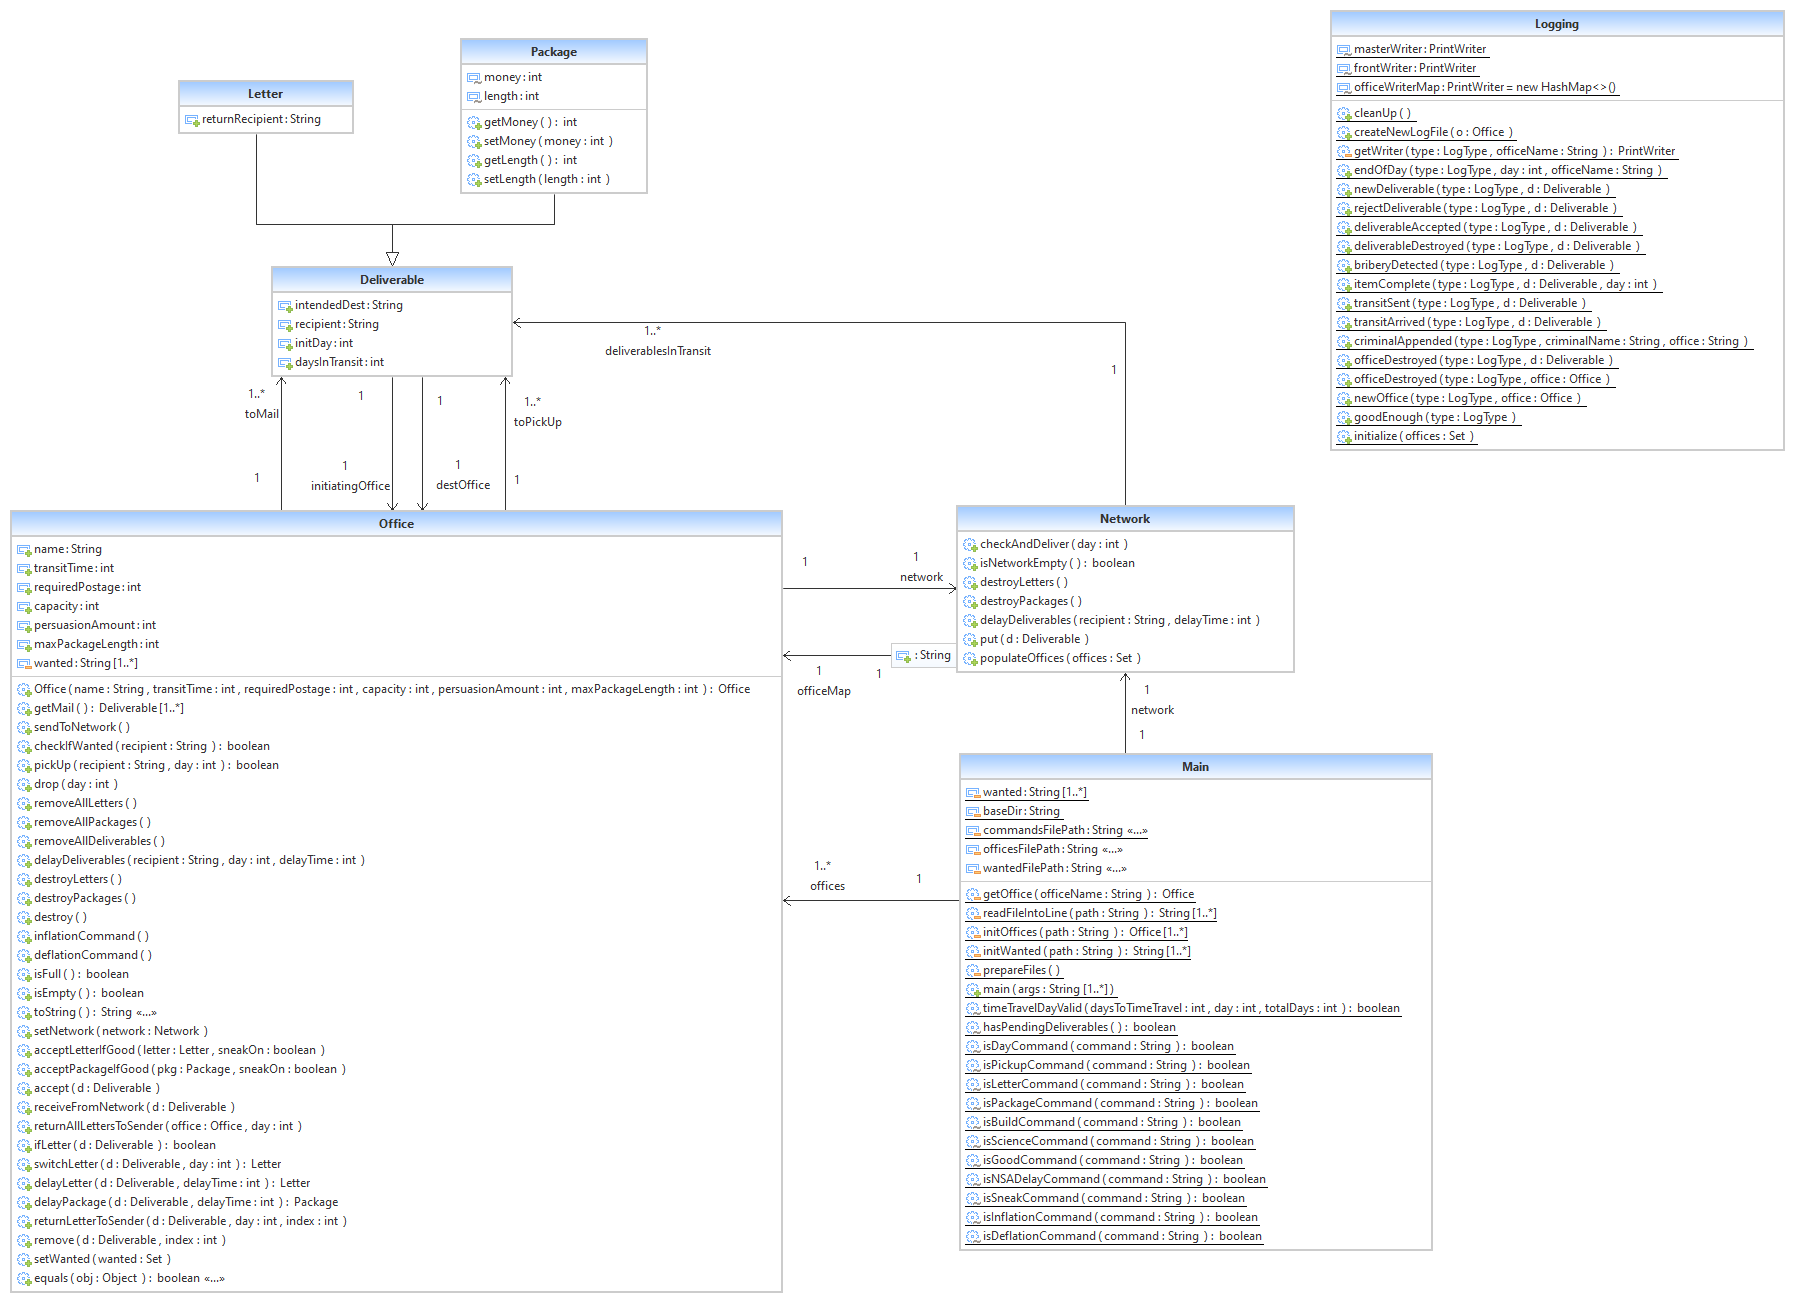 Logging
masterWriter : PrintWriter
frontWriter : PrintWriter
officeWriterMap : PrintWriter = new HashMap<>()
cleanUp ( )
createNewLogFile ( o : Office )
getWriter ( type : LogType , officeName : String ) : PrintWriter
endOfDay ( type : LogType , day : int , officeName : String )
newDeliverable ( type : LogType , d : Deliverable )
rejectDeliverable ( type : LogType , d : Deliverable )
deliverableAccepted ( type : LogType , d : Deliverable )
deliverableDestroyed ( type : LogType , d : Deliverable )
briberyDetected ( type : LogType , d : Deliverable )
itemComplete ( type : LogType , d : Deliverable , day : int )
transitSent ( type : LogType , d : Deliverable )
transitArrived ( type : LogType , d : Deliverable )
criminalAppended ( type : LogType , criminalName : String , office : String )
officeDestroyed ( type : LogType , d : Deliverable )
officeDestroyed ( type : LogType , office : Office )
newOffice ( type : LogType , office : Office )
goodEnough ( type : LogType )
initialize ( offices : Set )
Package
money : int
length : int
getMoney ( ) : int
setMoney ( money : int )
getLength ( ) : int
setLength ( length : int )
Letter
returnRecipient : String
Deliverable
intendedDest : String
recipient : String
initDay : int
daysInTransit : int
1..*
deliverablesInTransit
1
1..*
toMail
1
1
1
initiatingOffice
1
1
destOffice
1..*
toPickUp
1
Office
name : String
transitTime : int
requiredPostage : int
capacity : int
persuasionAmount : int
maxPackageLength : int
wanted : String [1..*]
Office ( name : String , transitTime : int , requiredPostage : int , capacity : int , persuasionAmount : int , maxPackageLength : int ) : Office
getMail ( ) : Deliverable [1..*]
sendToNetwork ( )
checkIfWanted ( recipient : String ) : boolean
pickUp ( recipient : String , day : int ) : boolean
drop ( day : int )
removeAllLetters ( )
removeAllPackages ( )
removeAllDeliverables ( )
delayDeliverables ( recipient : String , day : int , delayTime : int )
destroyLetters ( )
destroyPackages ( )
destroy ( )
inflationCommand ( )
deflationCommand ( )
isFull ( ) : boolean
isEmpty ( ) : boolean
toString ( ) : String «...»
setNetwork ( network : Network )
acceptLetterIfGood ( letter : Letter , sneakOn : boolean )
acceptPackageIfGood ( pkg : Package , sneakOn : boolean )
accept ( d : Deliverable )
receiveFromNetwork ( d : Deliverable )
returnAllLettersToSender ( office : Office , day : int )
ifLetter ( d : Deliverable ) : boolean
switchLetter ( d : Deliverable , day : int ) : Letter
delayLetter ( d : Deliverable , delayTime : int ) : Letter
delayPackage ( d : Deliverable , delayTime : int ) : Package
returnLetterToSender ( d : Deliverable , day : int , index : int )
remove ( d : Deliverable , index : int )
setWanted ( wanted : Set )
equals ( obj : Object ) : boolean «...»
1
1
network
: String
1
1
officeMap
Network
checkAndDeliver ( day : int )
isNetworkEmpty ( ) : boolean
destroyLetters ( )
destroyPackages ( )
delayDeliverables ( recipient : String , delayTime : int )
put ( d : Deliverable )
populateOffices ( offices : Set )
1
network
1
1..*
offices
1
Main
wanted : String [1..*]
baseDir : String
commandsFilePath : String «...»
officesFilePath : String «...»
wantedFilePath : String «...»
getOffice ( officeName : String ) : Office
readFileIntoLine ( path : String ) : String [1..*]
initOffices ( path : String ) : Office [1..*]
initWanted ( path : String ) : String [1..*]
prepareFiles ( )
main ( args : String [1..*] )
timeTravelDayValid ( daysToTimeTravel : int , day : int , totalDays : int ) : boolean
hasPendingDeliverables ( ) : boolean
isDayCommand ( command : String ) : boolean
isPickupCommand ( command : String ) : boolean
isLetterCommand ( command : String ) : boolean
isPackageCommand ( command : String ) : boolean
isBuildCommand ( command : String ) : boolean
isScienceCommand ( command : String ) : boolean
isGoodCommand ( command : String ) : boolean
isNSADelayCommand ( command : String ) : boolean
isSneakCommand ( command : String ) : boolean
isInflationCommand ( command : String ) : boolean
isDeflationCommand ( command : String ) : boolean